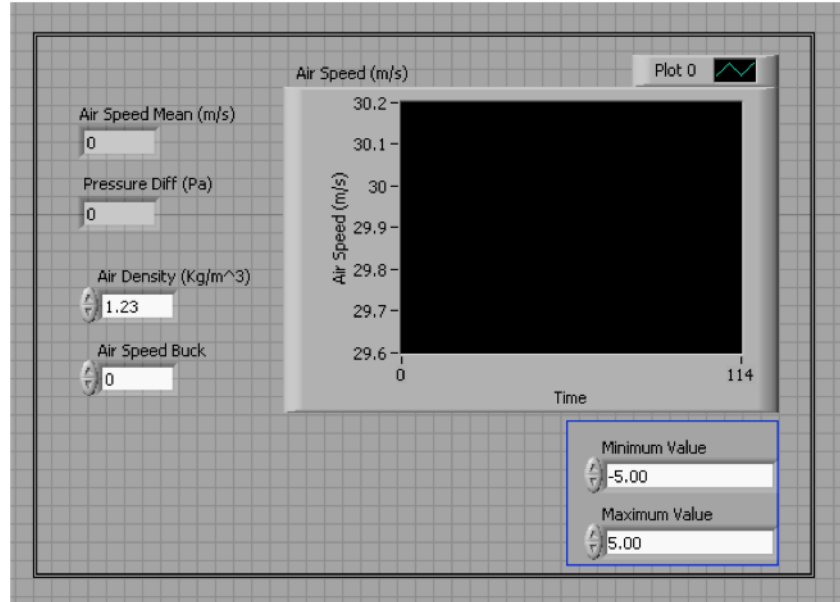 Air Speed (m/s)
Plot 0
Air Speed Mean (m/s)
0
Pressure Diff (Pa)
0
Air Density (Kg/m^3)
1.23
Air Speed Buck
0
Air Speed (m/s)
30.2
30.1
30
29.9
29.8
29.7
29.6
0
114
Time
Minimum Value
-5.00
Maximum Value
5.00